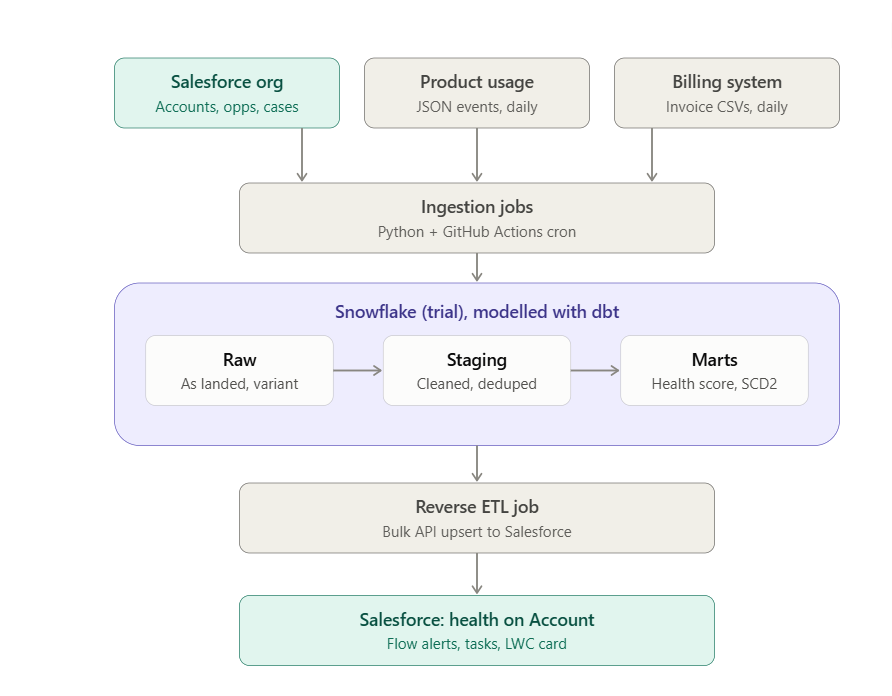 Salesforce org
Accounts, opps, cases
Product usage
JSON events, daily
Billing system
Invoice CSVs, daily
Ingestion jobs
Python + GitHub Actions cron
Snowflake (trial), modelled with dbt
Raw
As landed, variant
Staging
Cleaned, deduped
Marts
Health score, SCD2
Reverse ETL job
Bulk API upsert to Salesforce
Salesforce: health on Account
Flow alerts, tasks, LWC card